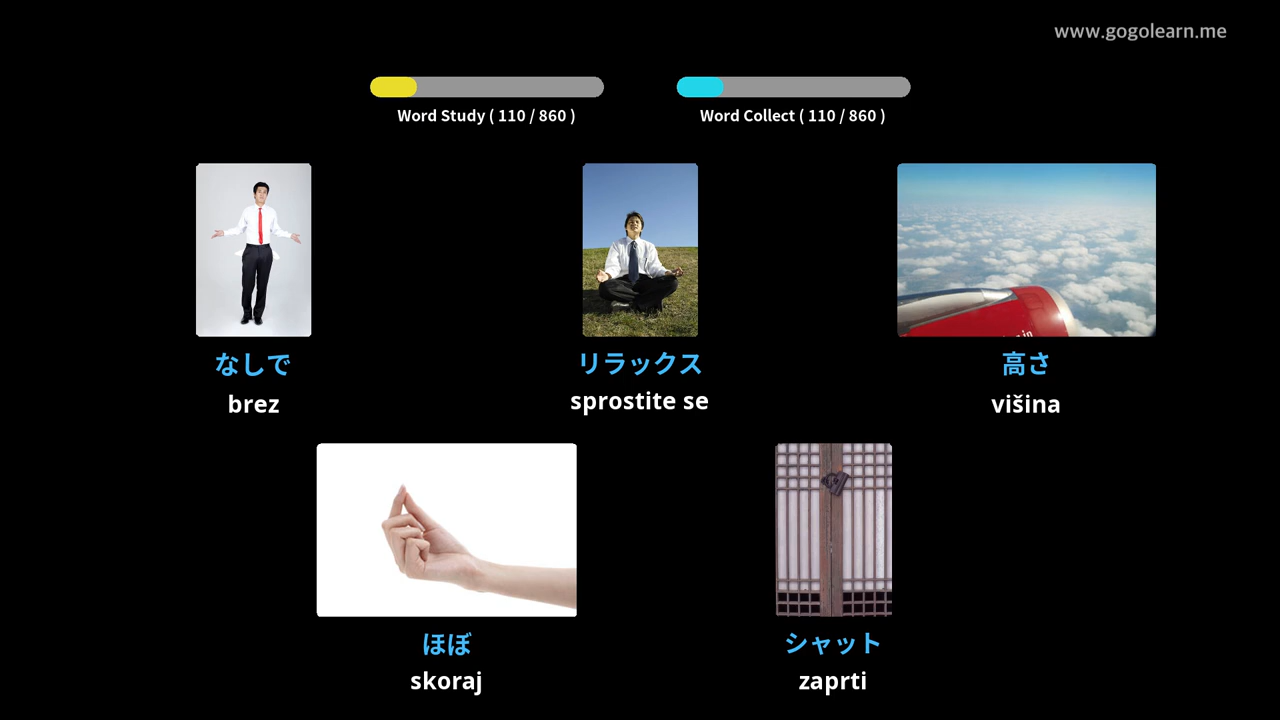 www.gogolearn.me
Word Study ( 110 / 860 )
Word Collect ( 110 / 860 )
なしで
brez
リラックス
sprostite se
高さ
višina
ほぼ
skoraj
シャット
zaprti